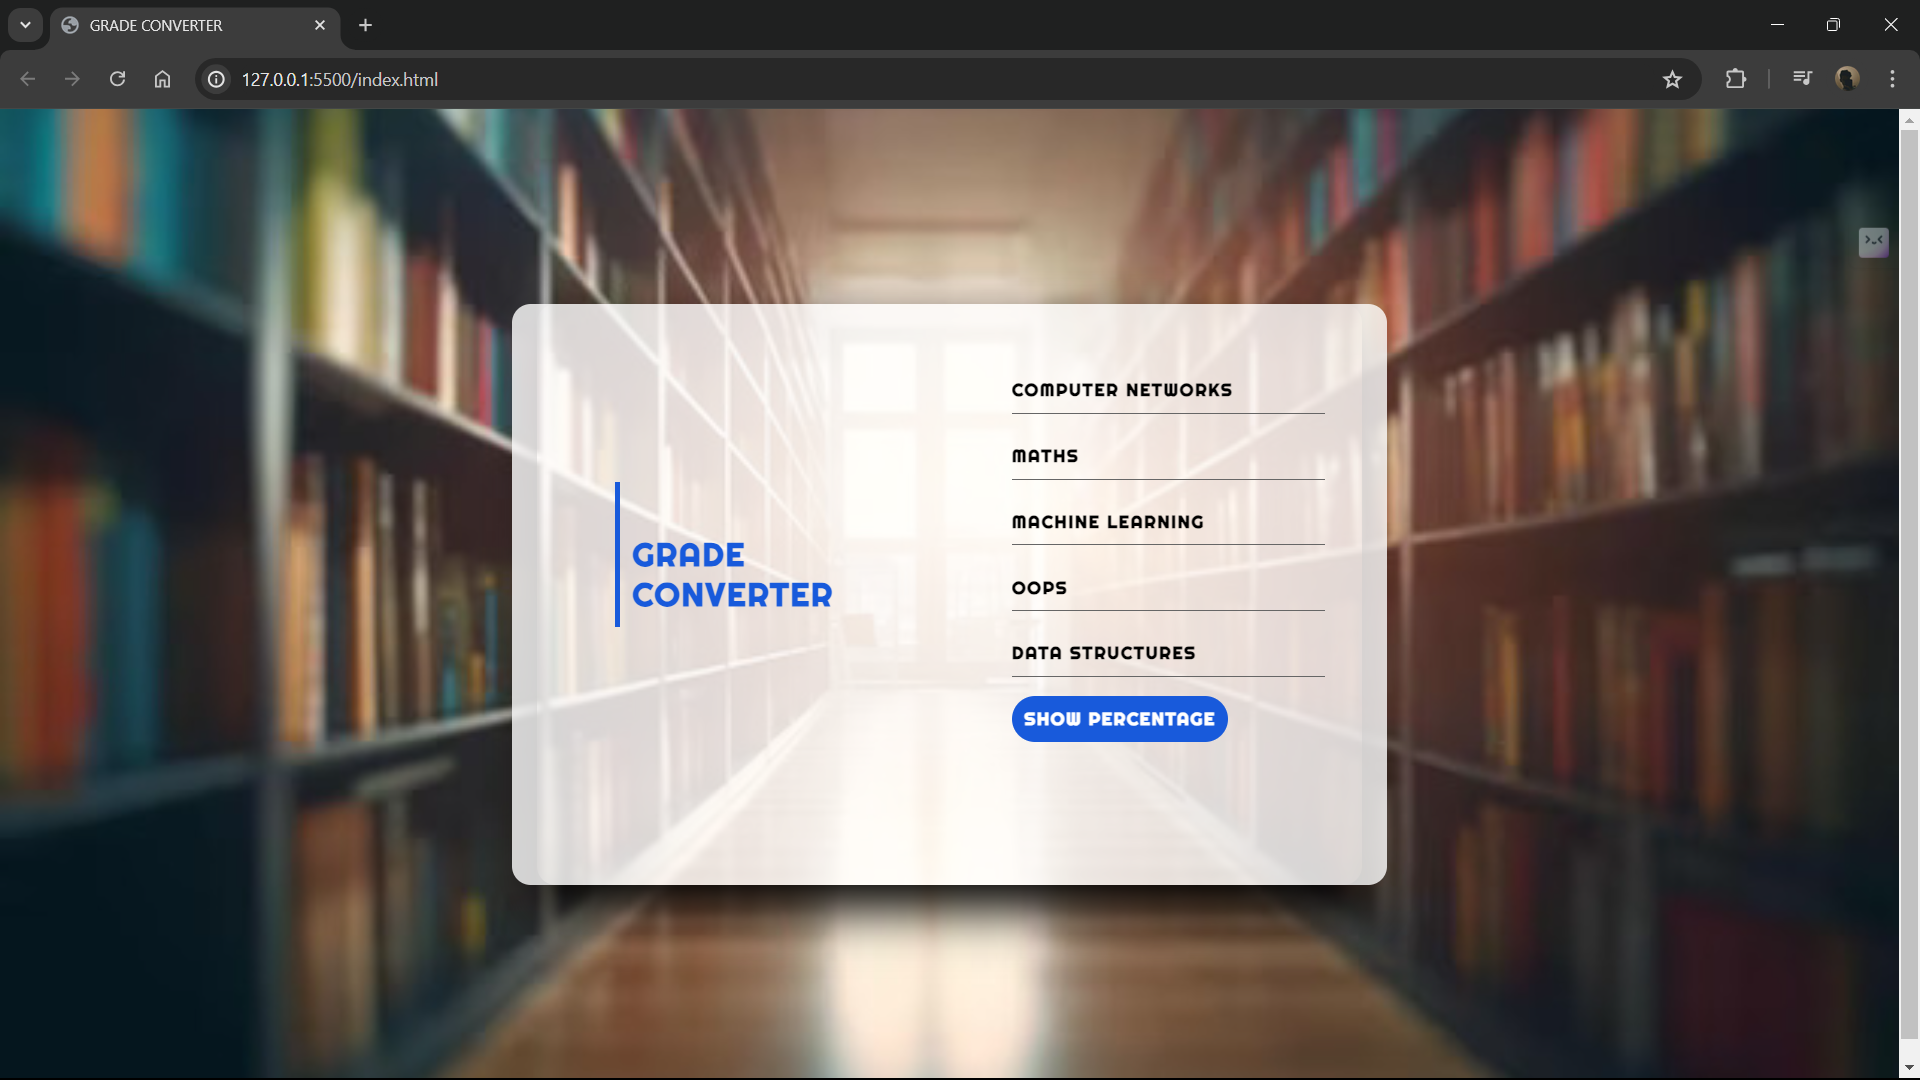 GRADE CONVERTER
127.0.0.1:5500/index.html
GRADE
CONVERTER
COMPUTER NETWORKS
MATHS
MACHINE LEARNING
OOPS
DATA STRUCTURES
SHOW PERCENTAGE